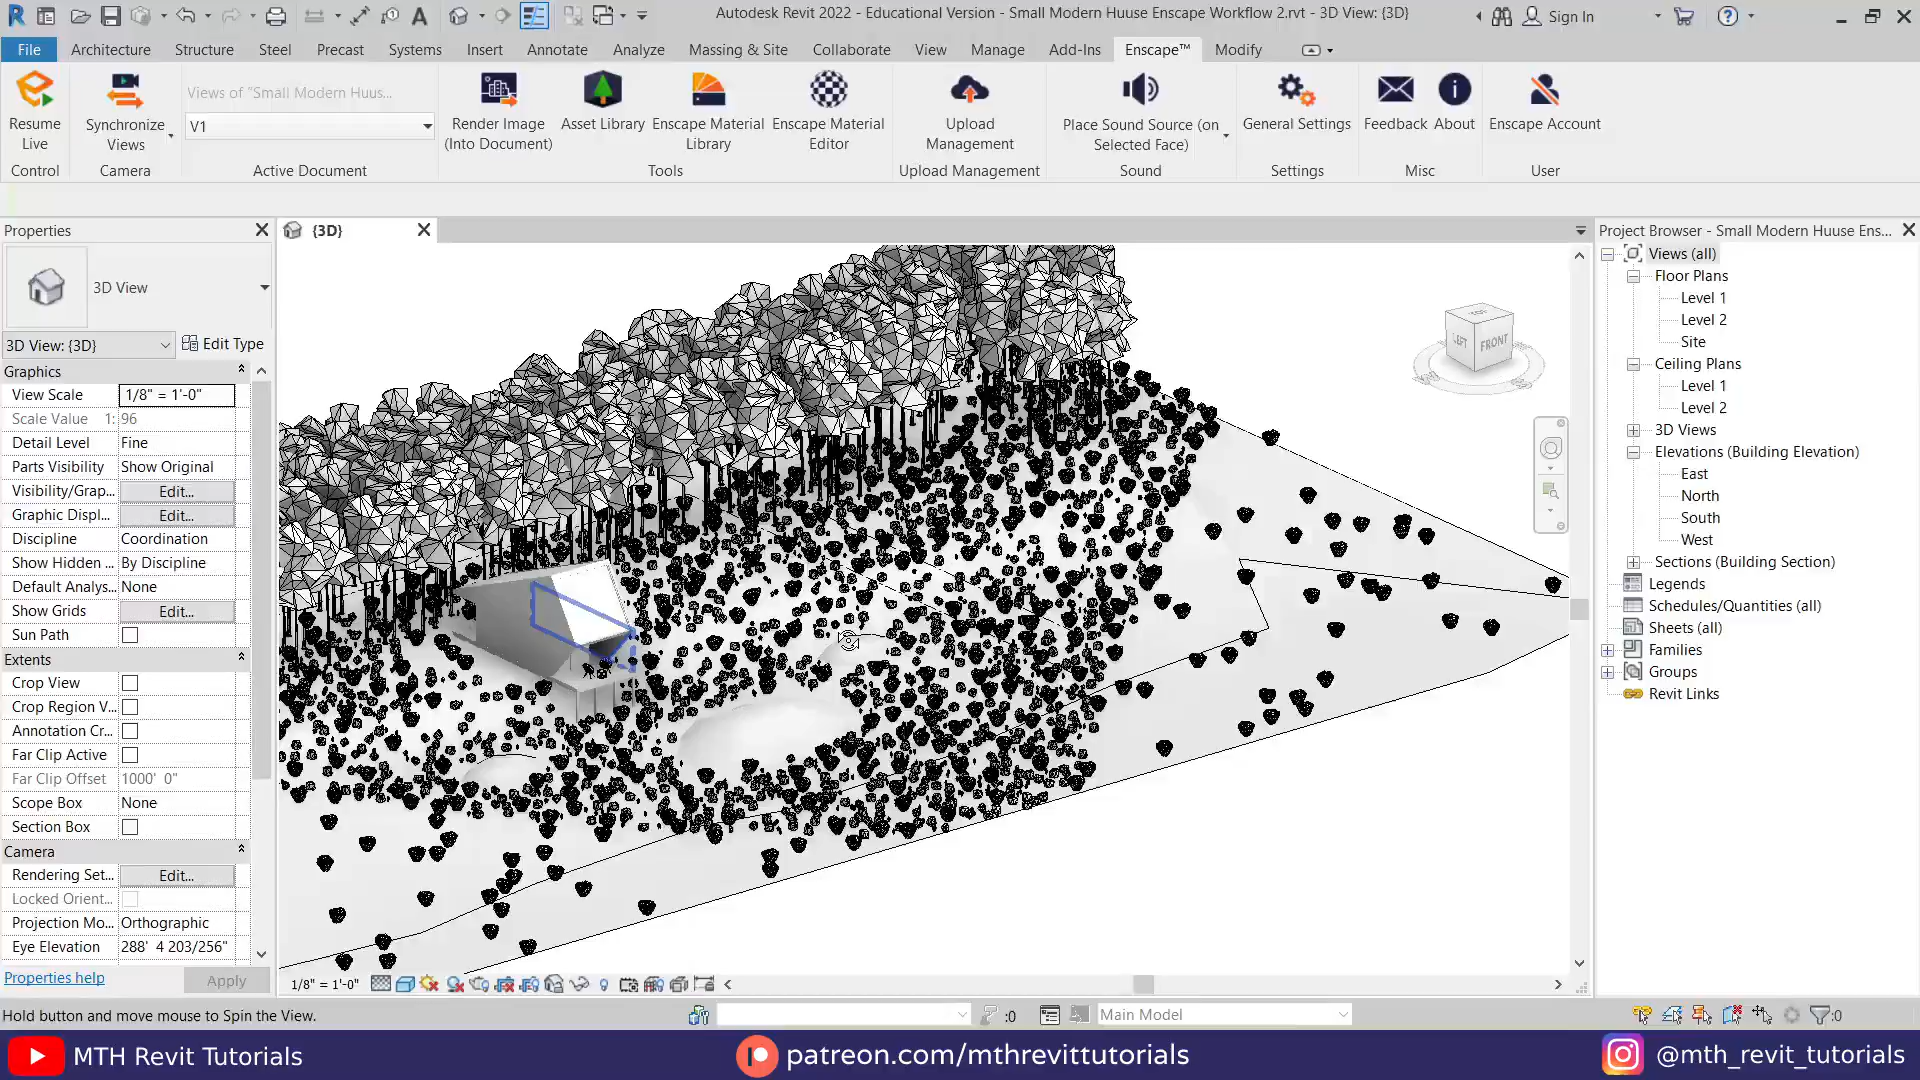 Autodesk Revit 2022 - Educational Version - Small Modern Huuse Enscape Workflow 2.rvt - 3D View: {3D}
Sign In
File Architecture Structure Steel Precast Systems Insert Annotate Analyze Massing & Site Collaborate View Manage Add-Ins Enscape™ Modify
Resume Live
Control
Synchronize Views
Camera
Views of "Small Modern Huus...
V1
Active Document
Render Image (Into Document)
Asset Library
Enscape Material Library
Enscape Material Editor
Tools
Upload Management
Upload Management
Place Sound Source (on Selected Face)
Sound
General Settings
Settings
Feedback About
Misc
Enscape Account
User
Properties
3D View
3D View: {3D} Edit Type
Graphics
View Scale 1/8" = 1'-0"
Scale Value 1: 96
Detail Level Fine
Parts Visibility Show Original
Visibility/Grap... Edit...
Graphic Displ... Edit...
Discipline Coordination
Show Hidden ... By Discipline
Default Analys... None
Show Grids Edit...
Sun Path
Extents
Crop View
Crop Region V...
Annotation Cr...
Far Clip Active
Far Clip Offset 1000' 0"
Scope Box None
Section Box
Camera
Rendering Set... Edit...
Locked Orient...
Projection Mo... Orthographic
Eye Elevation 288' 4 203/256"
Properties help Apply
{3D}
LEFT FRONT
1/8" = 1'-0"
Project Browser - Small Modern Huuse Ens...
Views (all)
Floor Plans
Level 1
Level 2
Site
Ceiling Plans
Level 1
Level 2
3D Views
Elevations (Building Elevation)
East
North
South
West
Sections (Building Section)
Legends
Schedules/Quantities (all)
Sheets (all)
Families
Groups
Revit Links
Hold button and move mouse to Spin the View.
:0
Main Model
:0
MTH Revit Tutorials
patreon.com/mthrevittutorials
@mth_revit_tutorials